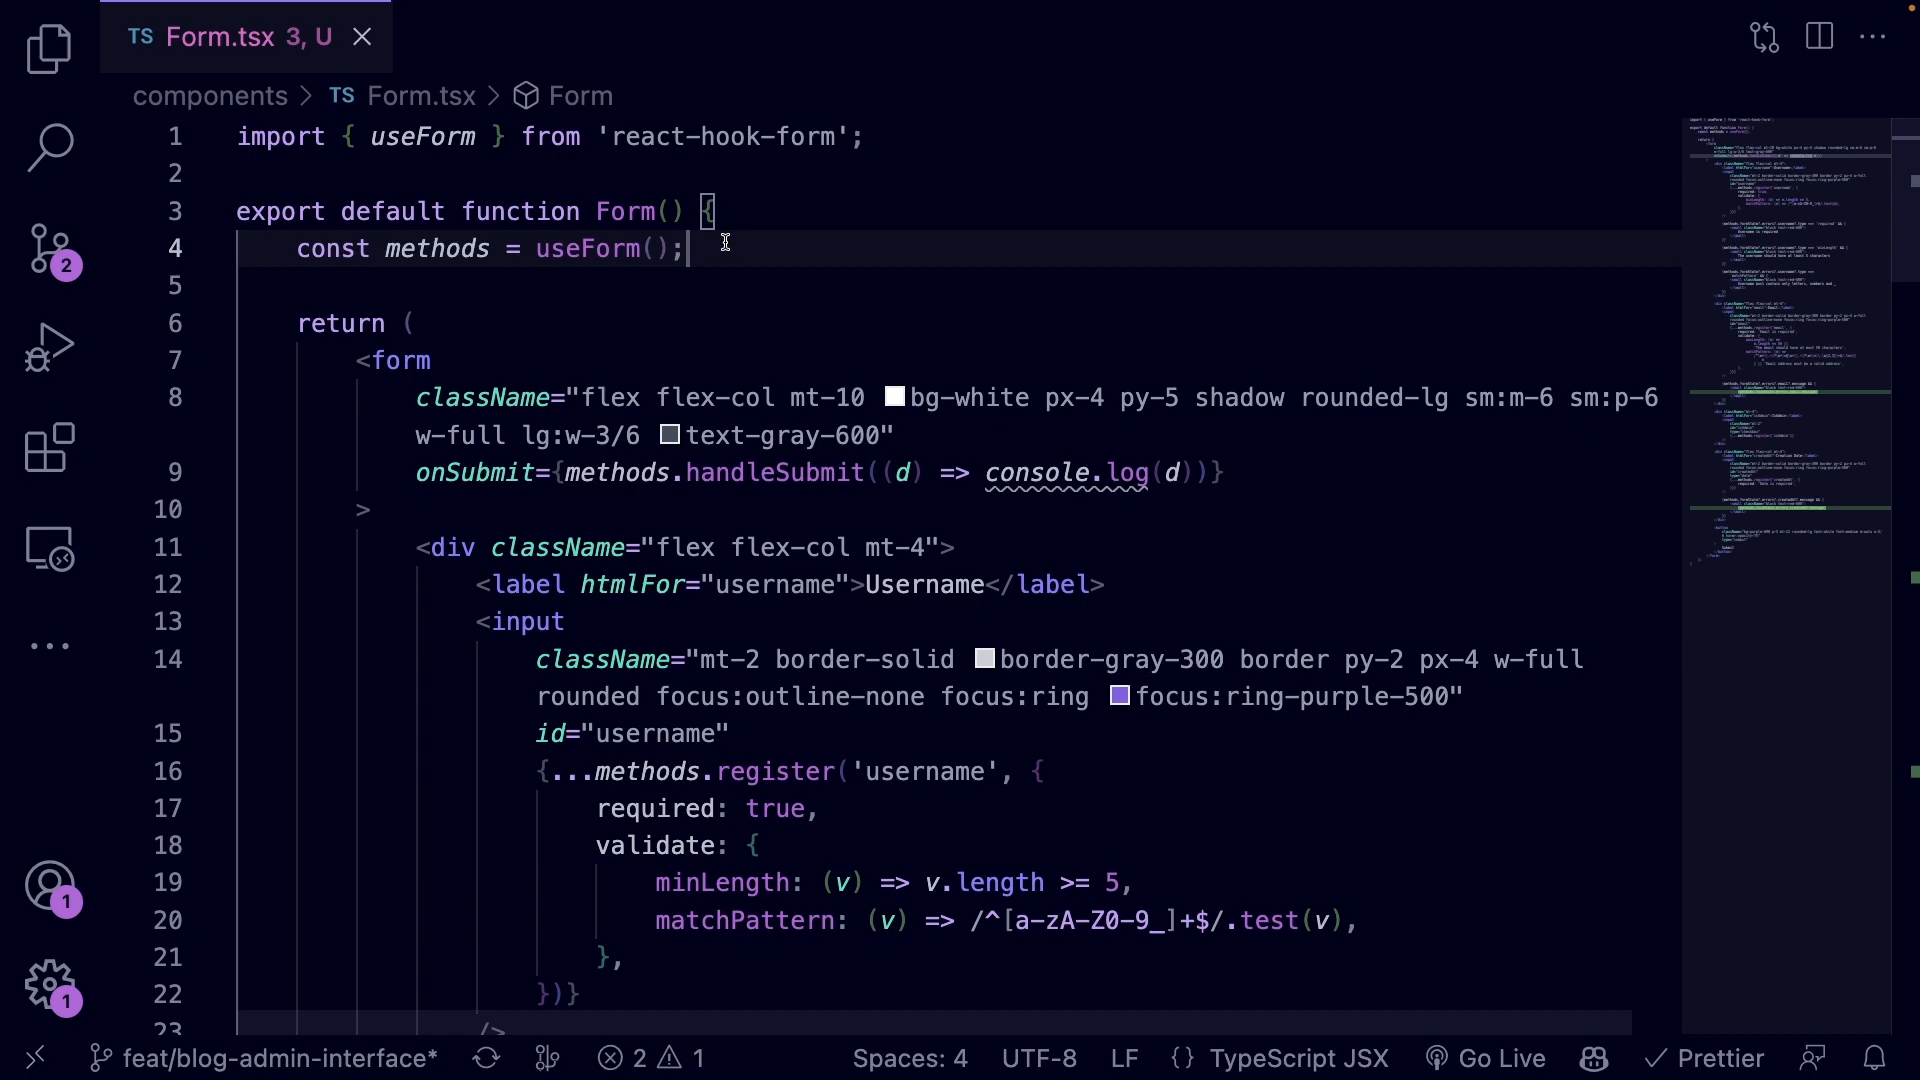 TS Form.tsx 3, U
components > TS Form.tsx > Form
1 import { useForm } from 'react-hook-form';
2
3 export default function Form() {
4 const methods = useForm();
5
6 return (
7 <form
8 className="flex flex-col mt-10 bg-white px-4 py-5 shadow rounded-lg sm:m-6 sm:p-6
w-full lg:w-3/6 text-gray-600"
9 onSubmit={methods.handleSubmit((d) => console.log(d))}
10 >
11 <div className="flex flex-col mt-4">
12 <label htmlFor="username">Username</label>
13 <input
14 className="mt-2 border-solid border-gray-300 border py-2 px-4 w-full
rounded focus:outline-none focus:ring focus:ring-purple-500"
15 id="username"
16 {...methods.register('username', {
17 required: true,
18 validate: {
19 minLength: (v) => v.length >= 5,
20 matchPattern: (v) => /^[a-zA-Z0-9_]+$/.test(v),
21 },
22 })}
23 />
2
1
1
feat/blog-admin-interface* 2 1 Spaces: 4 UTF-8 LF {} TypeScript JSX Go Live Prettier